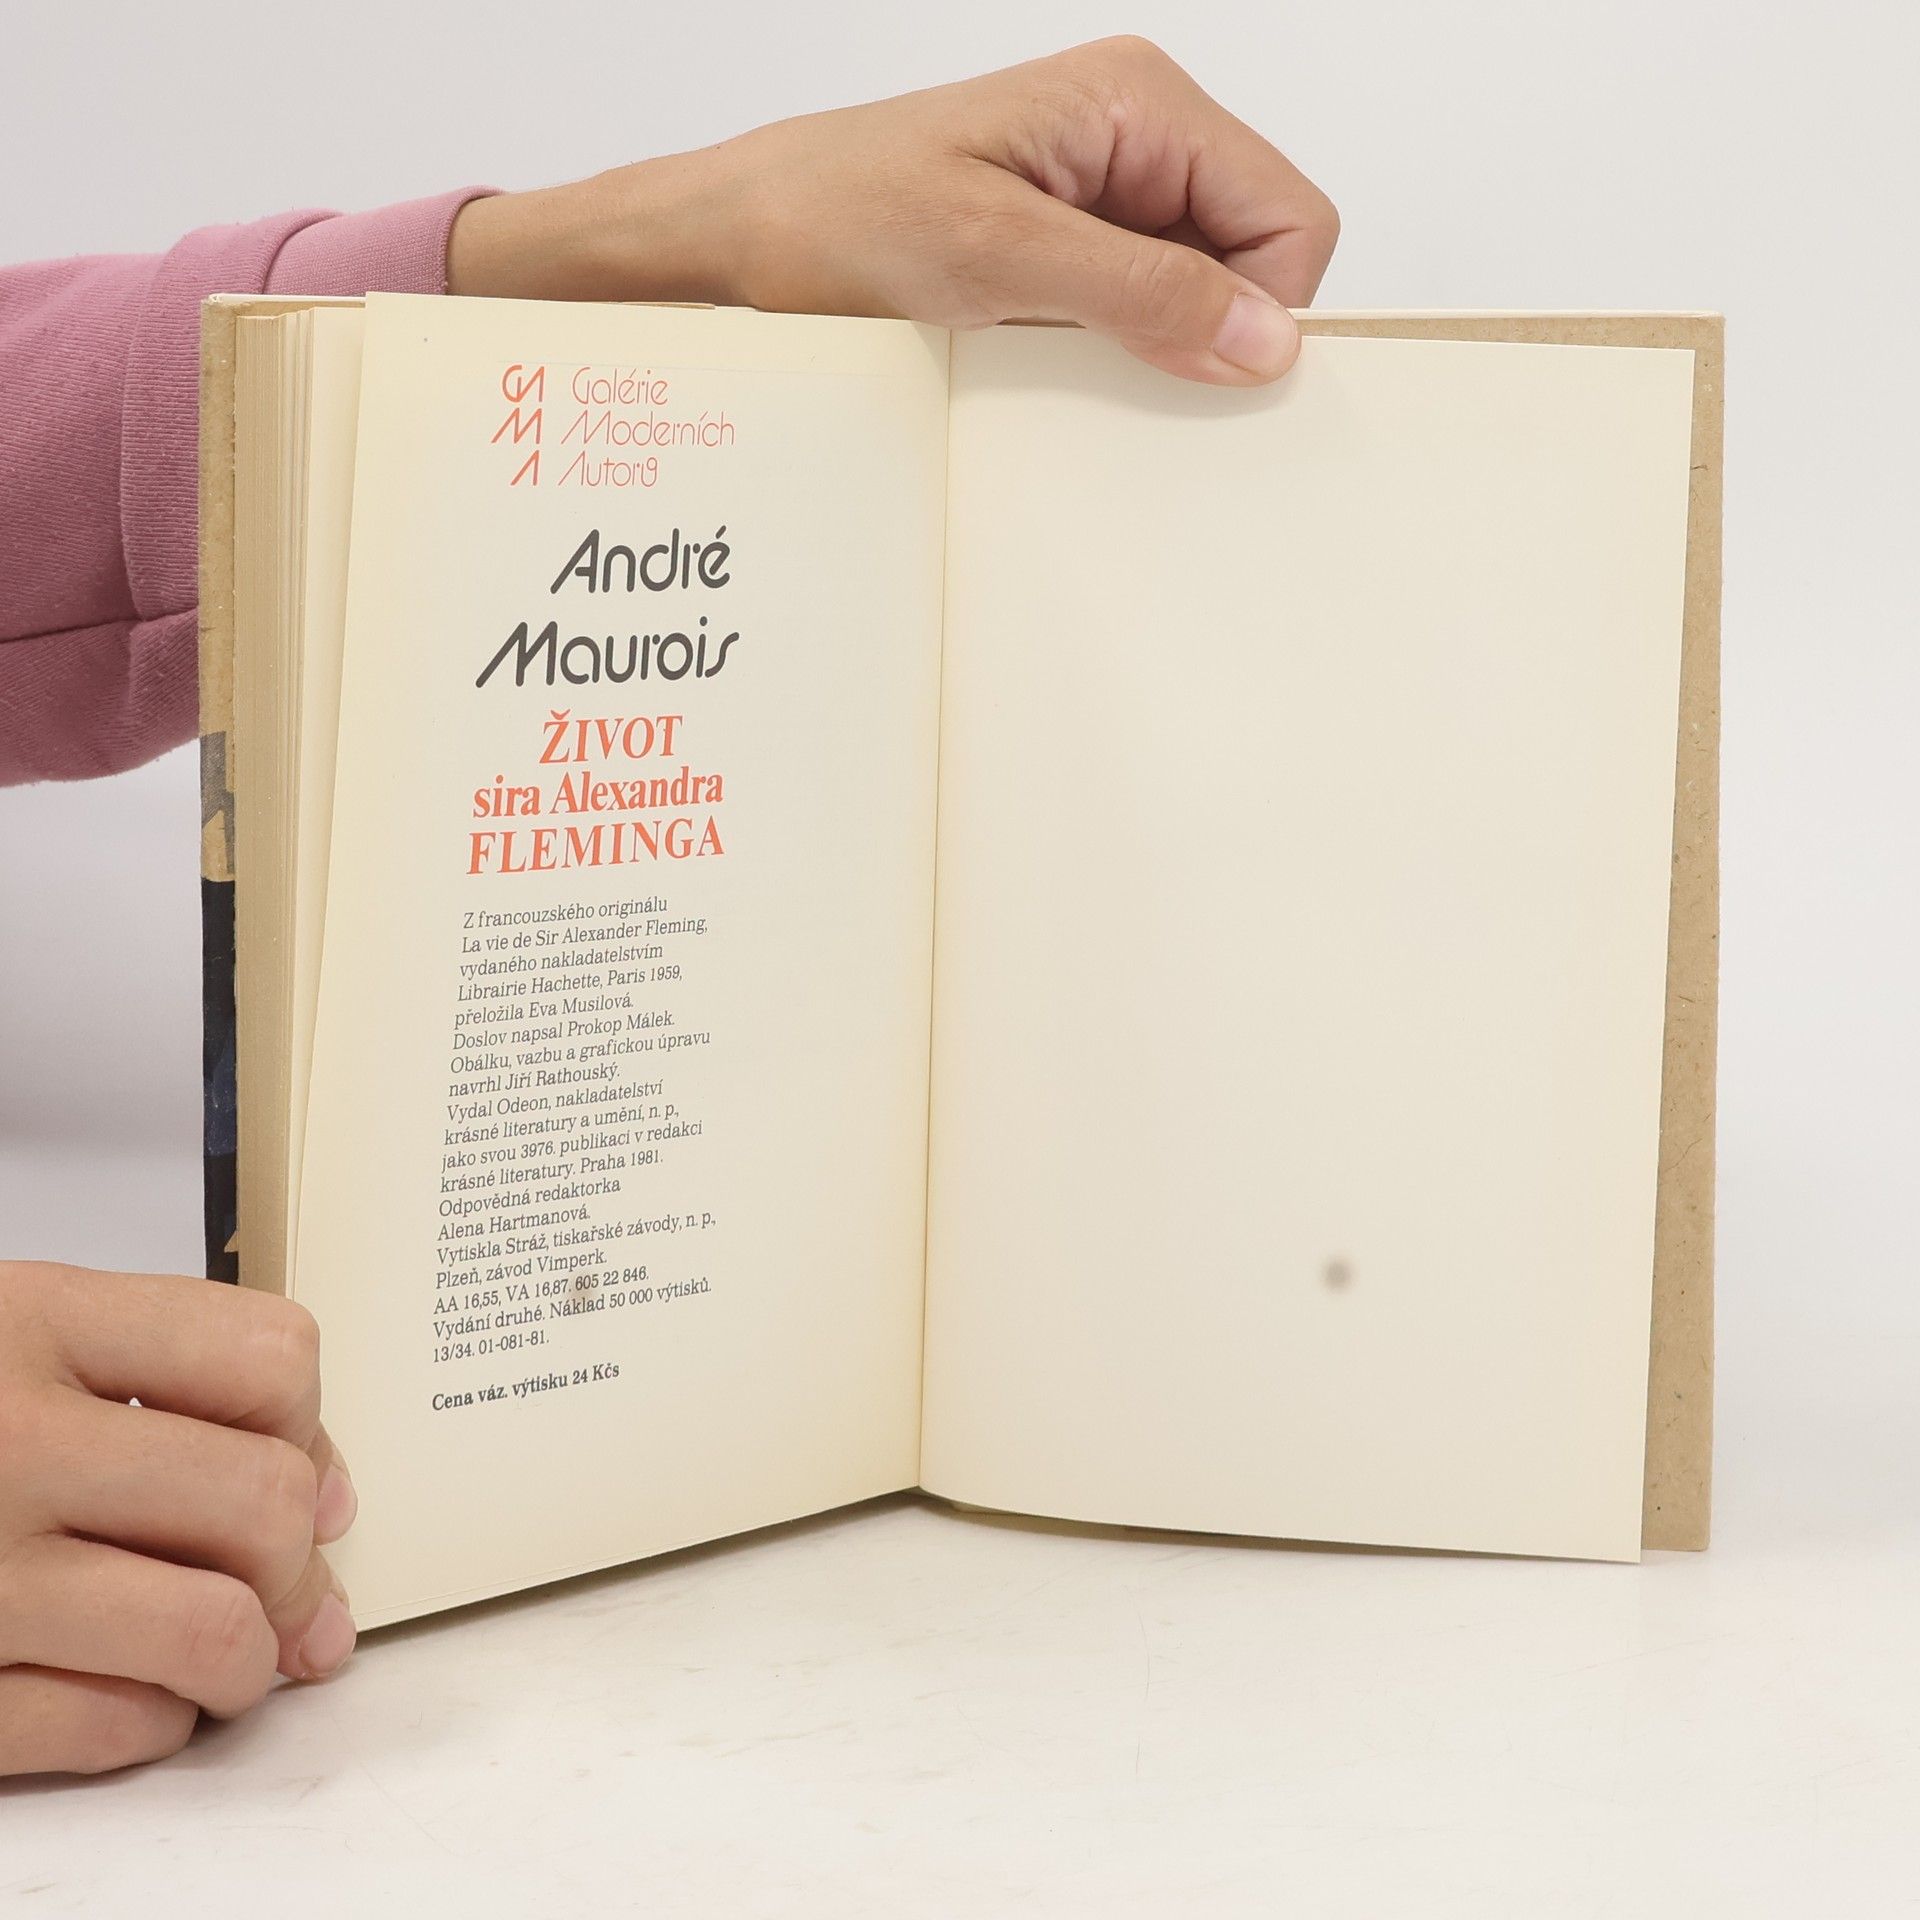 GMA Galérie
Moderních
Autorů
André
Maurois
ŽIVOT
sira Alexandra
FLEMINGA
Z francouzského originálu
La vie de Sir Alexander Fleming,
vydaného nakladatelstvím
Librairie Hachette, Paris 1959,
přeložila Eva Musilová.
Doslov napsal Prokop Málek.
Obálku, vazbu a grafickou úpravu
navrhl Jiří Rathouský.
Vydal Odeon, nakladatelství
krásné literatury a umění, n. p.,
jako svou 3976. publikaci v redakci
krásné literatury. Praha 1981.
Odpovědná redaktorka
Alena Hartmanová.
Vytiskla Stráž, tiskařské závody, n. p.,
Plzeň, závod Vimperk.
AA 16,55, VA 16,87. 605 22 846.
Vydání druhé. Náklad 50 000 výtisků.
13/34. 01-081-81.
Cena váz. výtisku 24 Kčs